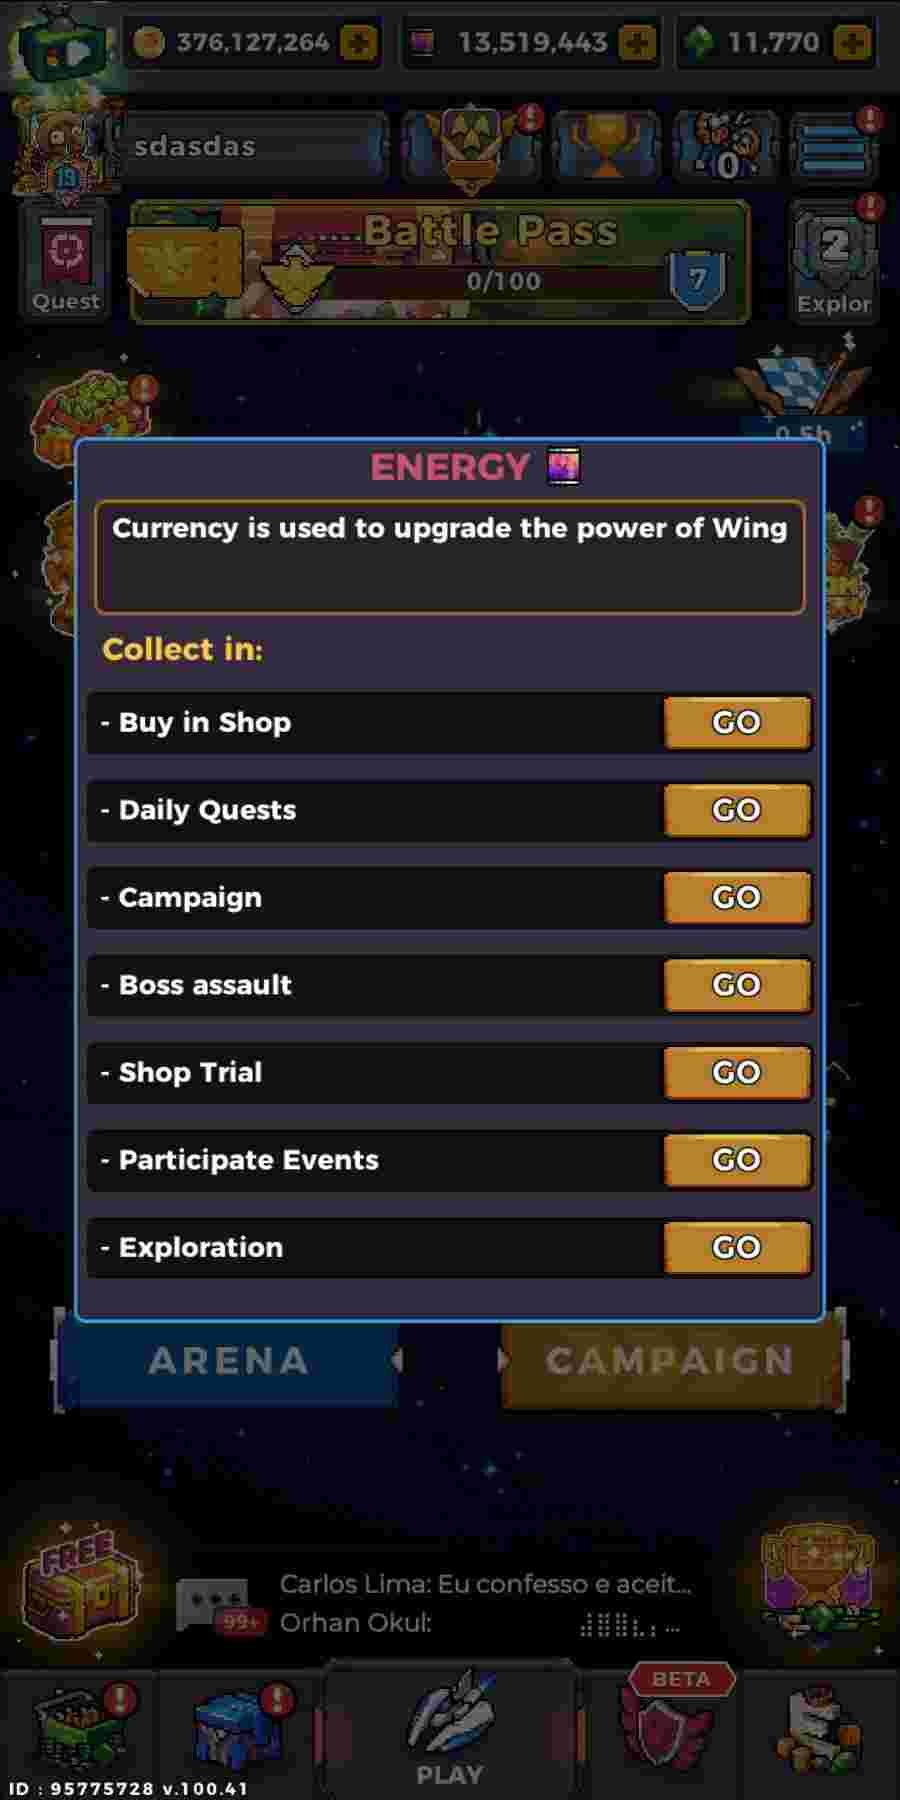 376,127,264
13,519,443
11,770
19
sdasdas
0
Battle Pass
0/100
7
Quest
2
Explor
0.5h
ENERGY
Currency is used to upgrade the power of Wing
Collect in:
- Buy in Shop
GO
- Daily Quests
GO
- Campaign
GO
- Boss assault
GO
- Shop Trial
GO
- Participate Events
GO
- Exploration
GO
ARENA
CAMPAIGN
FREE
99+
Carlos Lima: Eu confesso e aceit...
Orhan Okul:
BETA
PLAY
ID : 95775728 v.100.41